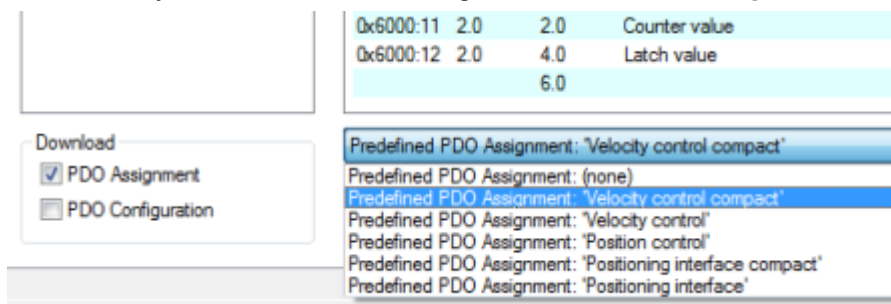 0x6000:11 2.0 2.0 Counter value
0x6000:12 2.0 4.0 Latch value
6.0
Download
PDO Assignment
PDO Configuration
Predefined PDO Assignment: 'Velocity control compact'
Predefined PDO Assignment: (none)
Predefined PDO Assignment: 'Velocity control compact'
Predefined PDO Assignment: 'Velocity control'
Predefined PDO Assignment: 'Position control'
Predefined PDO Assignment: 'Positioning interface compact'
Predefined PDO Assignment: 'Positioning interface'